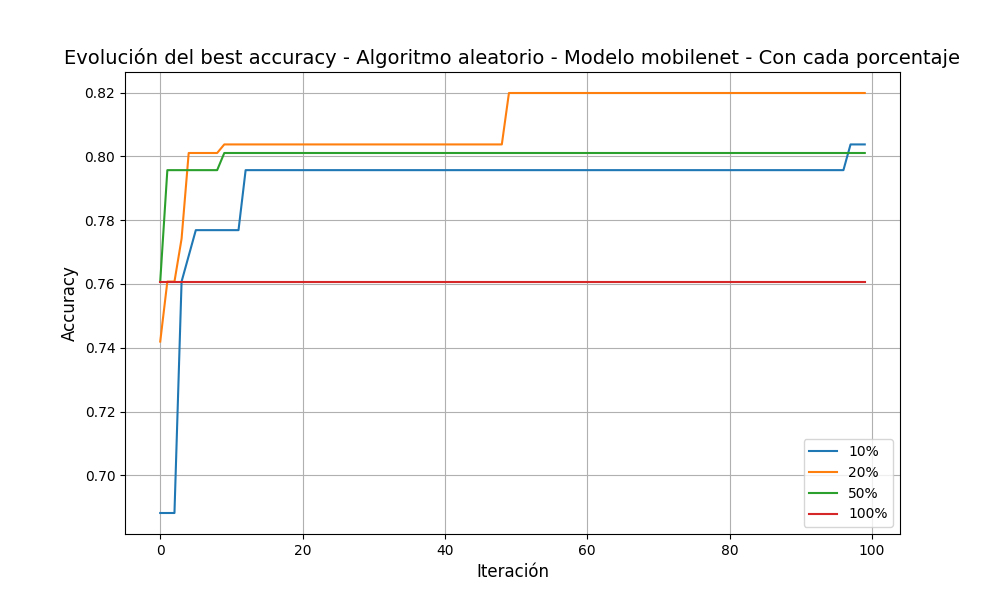 Evolución del best accuracy - Algoritmo aleatorio - Modelo mobilenet - Con cada porcentaje
Accuracy
0.82
0.80
0.78
0.76
0.74
0.72
0.70
0 20 40 60 80 100
Iteración
10%
20%
50%
100%